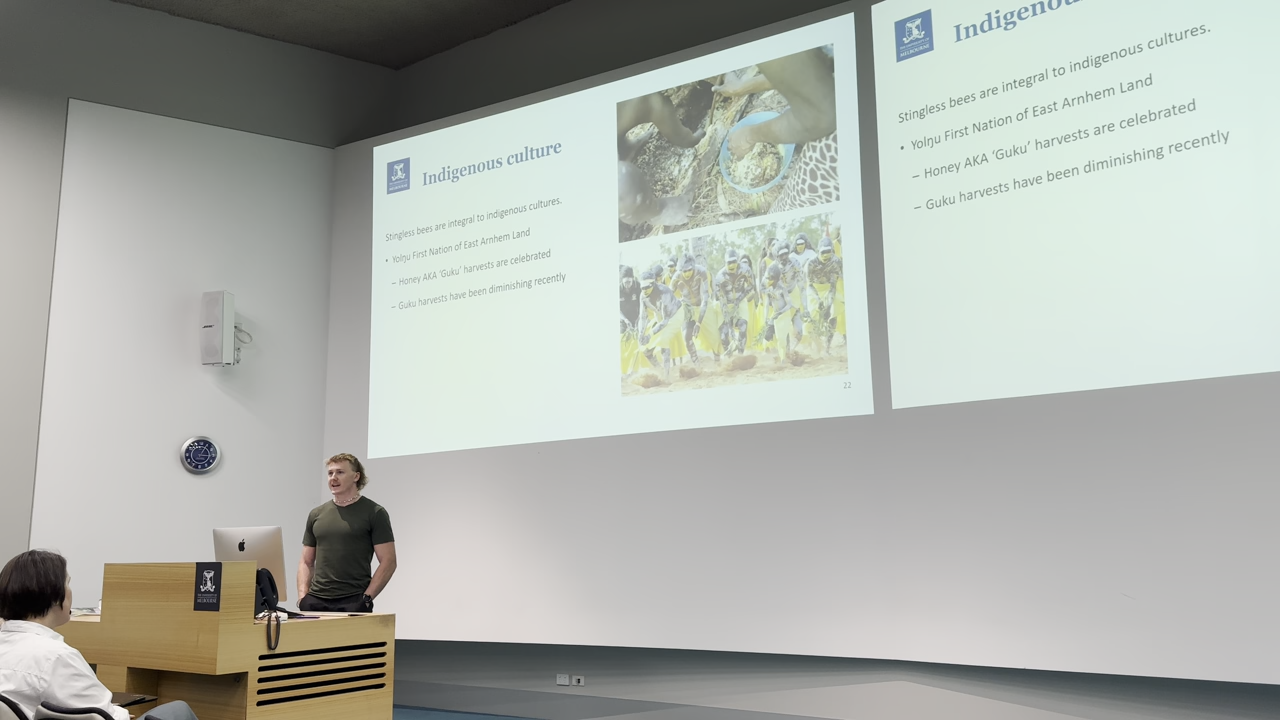 Indigenous culture
Stingless bees are integral to indigenous cultures.
• Yolŋu First Nation of East Arnhem Land
– Honey AKA ‘Guku’ harvests are celebrated
– Guku harvests have been diminishing recently
22
MELBOURNE
Stingless bees are integral to indigenous cultures.
• Yolŋu First Nation of East Arnhem Land
– Honey AKA ‘Guku’ harvests are celebrated
– Guku harvests have been diminishing recently
MELBOURNE